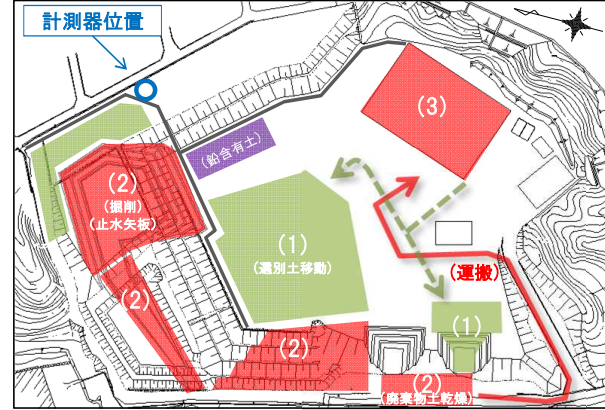 計測器位置
(3)
(鉛含有土)
(2)
(掘削)
(止水矢板)
(1)
(選別土移動)
(運搬)
(2)
(2)
(1)
(2)
(廃棄物土乾燥)